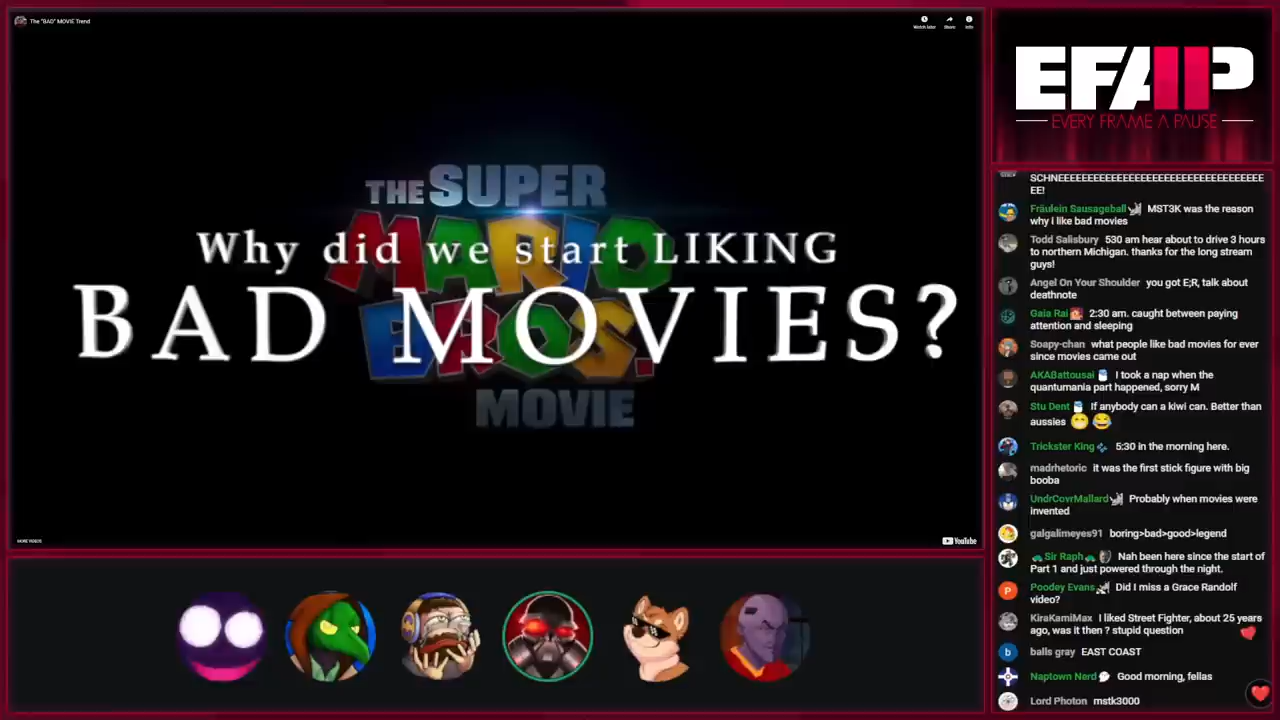 The "BAD" MOVIE Trend
Watch later
Share
Info
THE SUPER
MARIO
BROS.
MOVIE
Why did we start LIKING
BAD MOVIES?
MORE VIDEOS
YouTube
EFAP
EVERY FRAME A PAUSE
EE!
Fräulein Sausageball MST3K was the reason
why i like bad movies
Todd Salisbury 530 am hear about to drive 3 hours
to northern Michigan. thanks for the long stream
guys!
Angel On Your Shoulder you got E;R, talk about
deathnote
Gaia Rai 2:30 am. caught between paying
attention and sleeping
Soapy-chan what people like bad movies for ever
since movies came out
AKABattousai I took a nap when the
quantumania part happened, sorry M
Stu Dent If anybody can a kiwi can. Better than
aussies
Trickster King 5:30 in the morning here.
madrhetoric it was the first stick figure with big
booba
UndrCovrMallard Probably when movies were
invented
galgalimeyes91 boring>bad>good>legend
Sir Raph Nah been here since the start of
Part 1 and just powered through the night.
P
Poodey Evans Did I miss a Grace Randolf
video?
KiraKamiMax I liked Street Fighter, about 25 years
ago, was it then ? stupid question
b
balls gray EAST COAST
Naptown Nerd Good morning, fellas
Lord Photon mstk3000